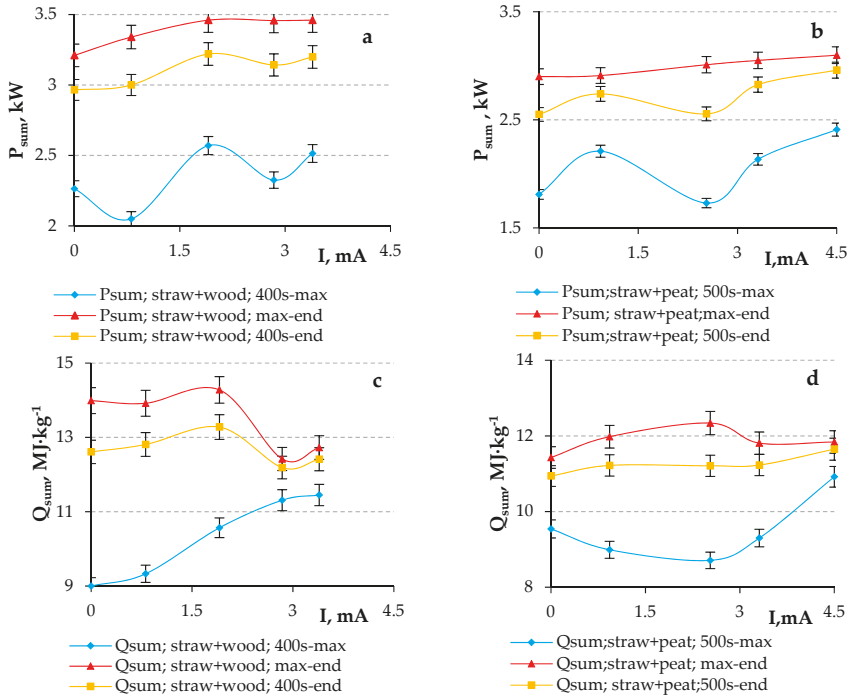 3.5
3
2.5
2
P_sum, kW
a
0
1.5
3
4.5
I, mA
Psum; straw+wood; 400s-max
Psum; straw+wood; max-end
Psum; straw+wood; 400s-end
3.5
2.5
1.5
P_sum, kW
b
0
1.5
3
4.5
I,mA
Psum;straw+peat; 500s-max
Psum; straw+peat;max-end
Psum;straw+peat; 500s-end
15
13
11
9
Q_sum, MJ·kg⁻¹
c
0
1.5
3
4.5
I, mA
Qsum; straw+wood; 400s-max
Qsum; straw+wood; max-end
Qsum; straw+wood; 400s-end
14
12
10
8
Q_sum, MJ·kg⁻¹
d
0
1.5
3
4.5
I,mA
Qsum;straw+peat; 500s-max
Qsum;straw+peat; max-end
Qsum; straw+peat;500s-end